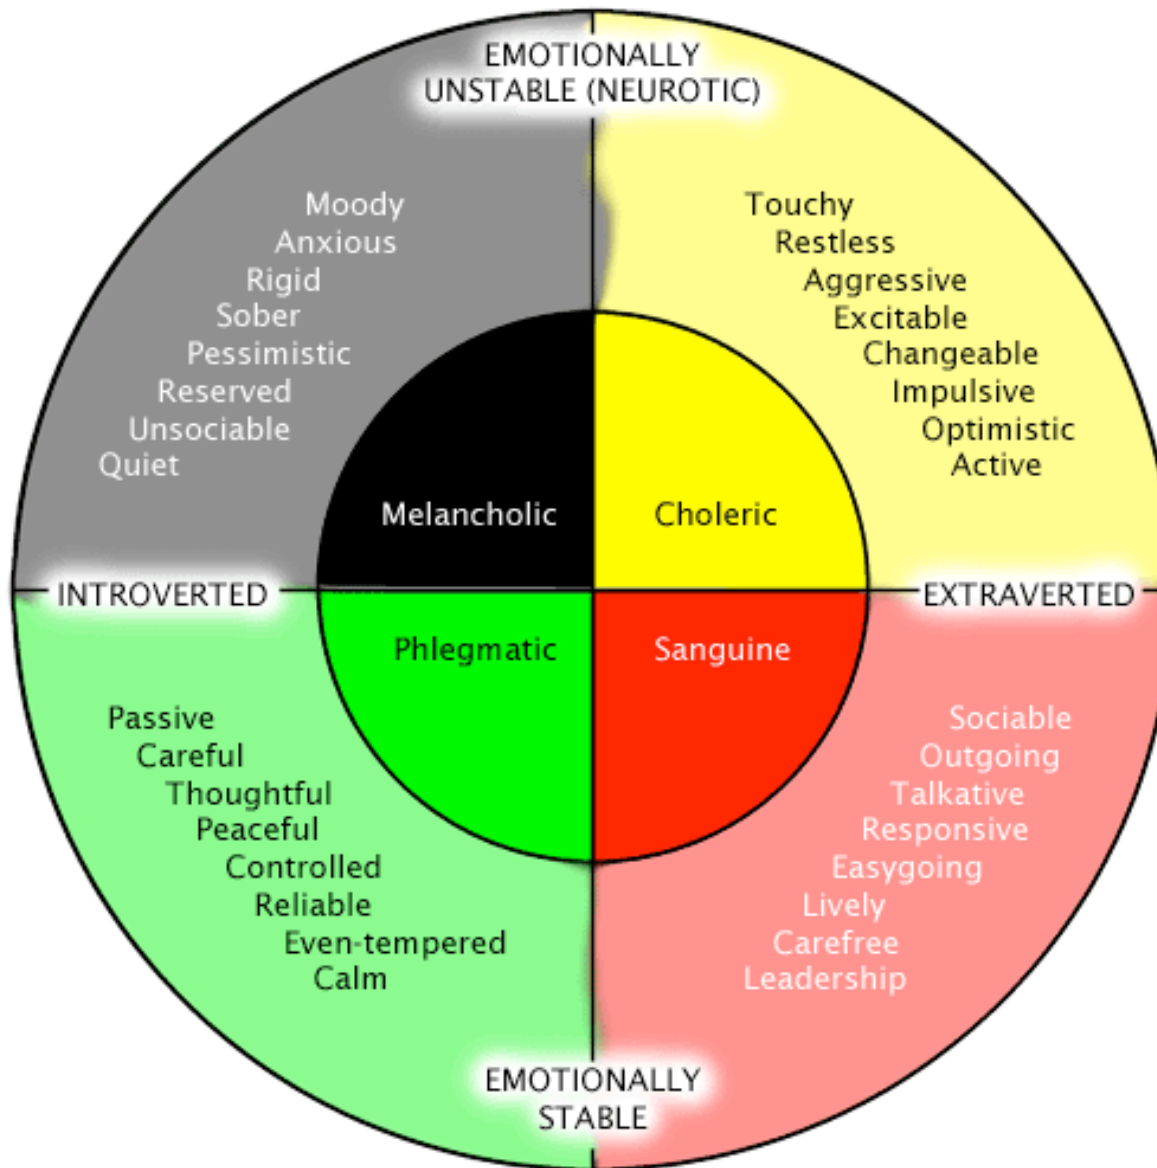 EMOTIONALLY
UNSTABLE (NEUROTIC)
Moody
Anxious
Rigid
Sober
Pessimistic
Reserved
Unsociable
Quiet
Touchy
Restless
Aggressive
Excitable
Changeable
Impulsive
Optimistic
Active
Melancholic
Choleric
INTROVERTED
EXTRAVERTED
Phlegmatic
Sanguine
Passive
Careful
Thoughtful
Peaceful
Controlled
Reliable
Even-tempered
Calm
Sociable
Outgoing
Talkative
Responsive
Easygoing
Lively
Carefree
Leadership
EMOTIONALLY
STABLE